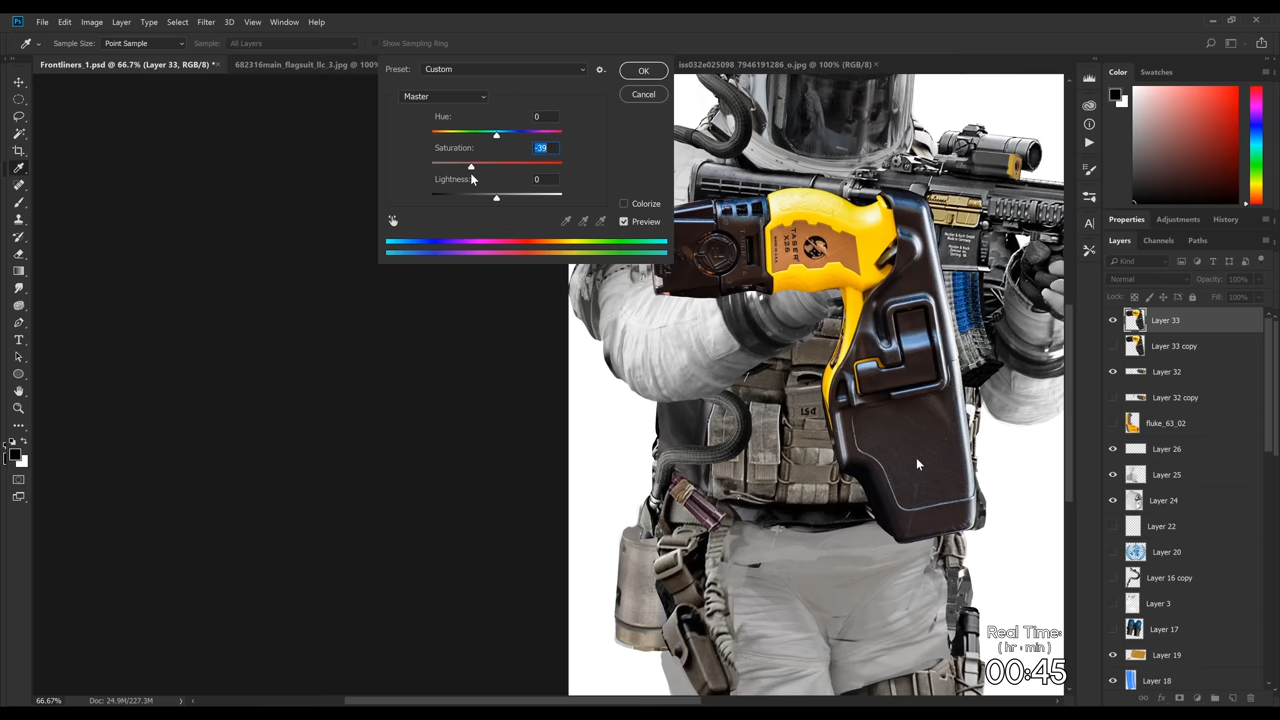 Ps File Edit Image Layer Type Select Filter 3D View Window Help
Sample Size: Point Sample Sample: All Layers Show Sampling Ring
Frontliners_1.psd @ 66.7% (Layer 33, RGB/8) * × 682316main_flagsuit_llc_3.jpg @ 100% iss032e025098_7946191286_o.jpg @ 100% (RGB/8) ×
Preset: Custom
OK
Master
Cancel
Hue: 0
Saturation: -39
Lightness: 0
Colorize
Preview
Color Swatches
Properties Adjustments History
Layers Channels Paths
Kind
Normal Opacity: 100%
Lock: Fill: 100%
Layer 33
Layer 33 copy
Layer 32
Layer 32 copy
fluke_63_02
Layer 26
Layer 25
Layer 24
Layer 22
Layer 20
Layer 16 copy
Layer 3
Layer 17
Layer 19
Layer 18
TASER
X26
Real Time:
( hr : min )
00:45
66.67% Doc: 24.9M/227.3M